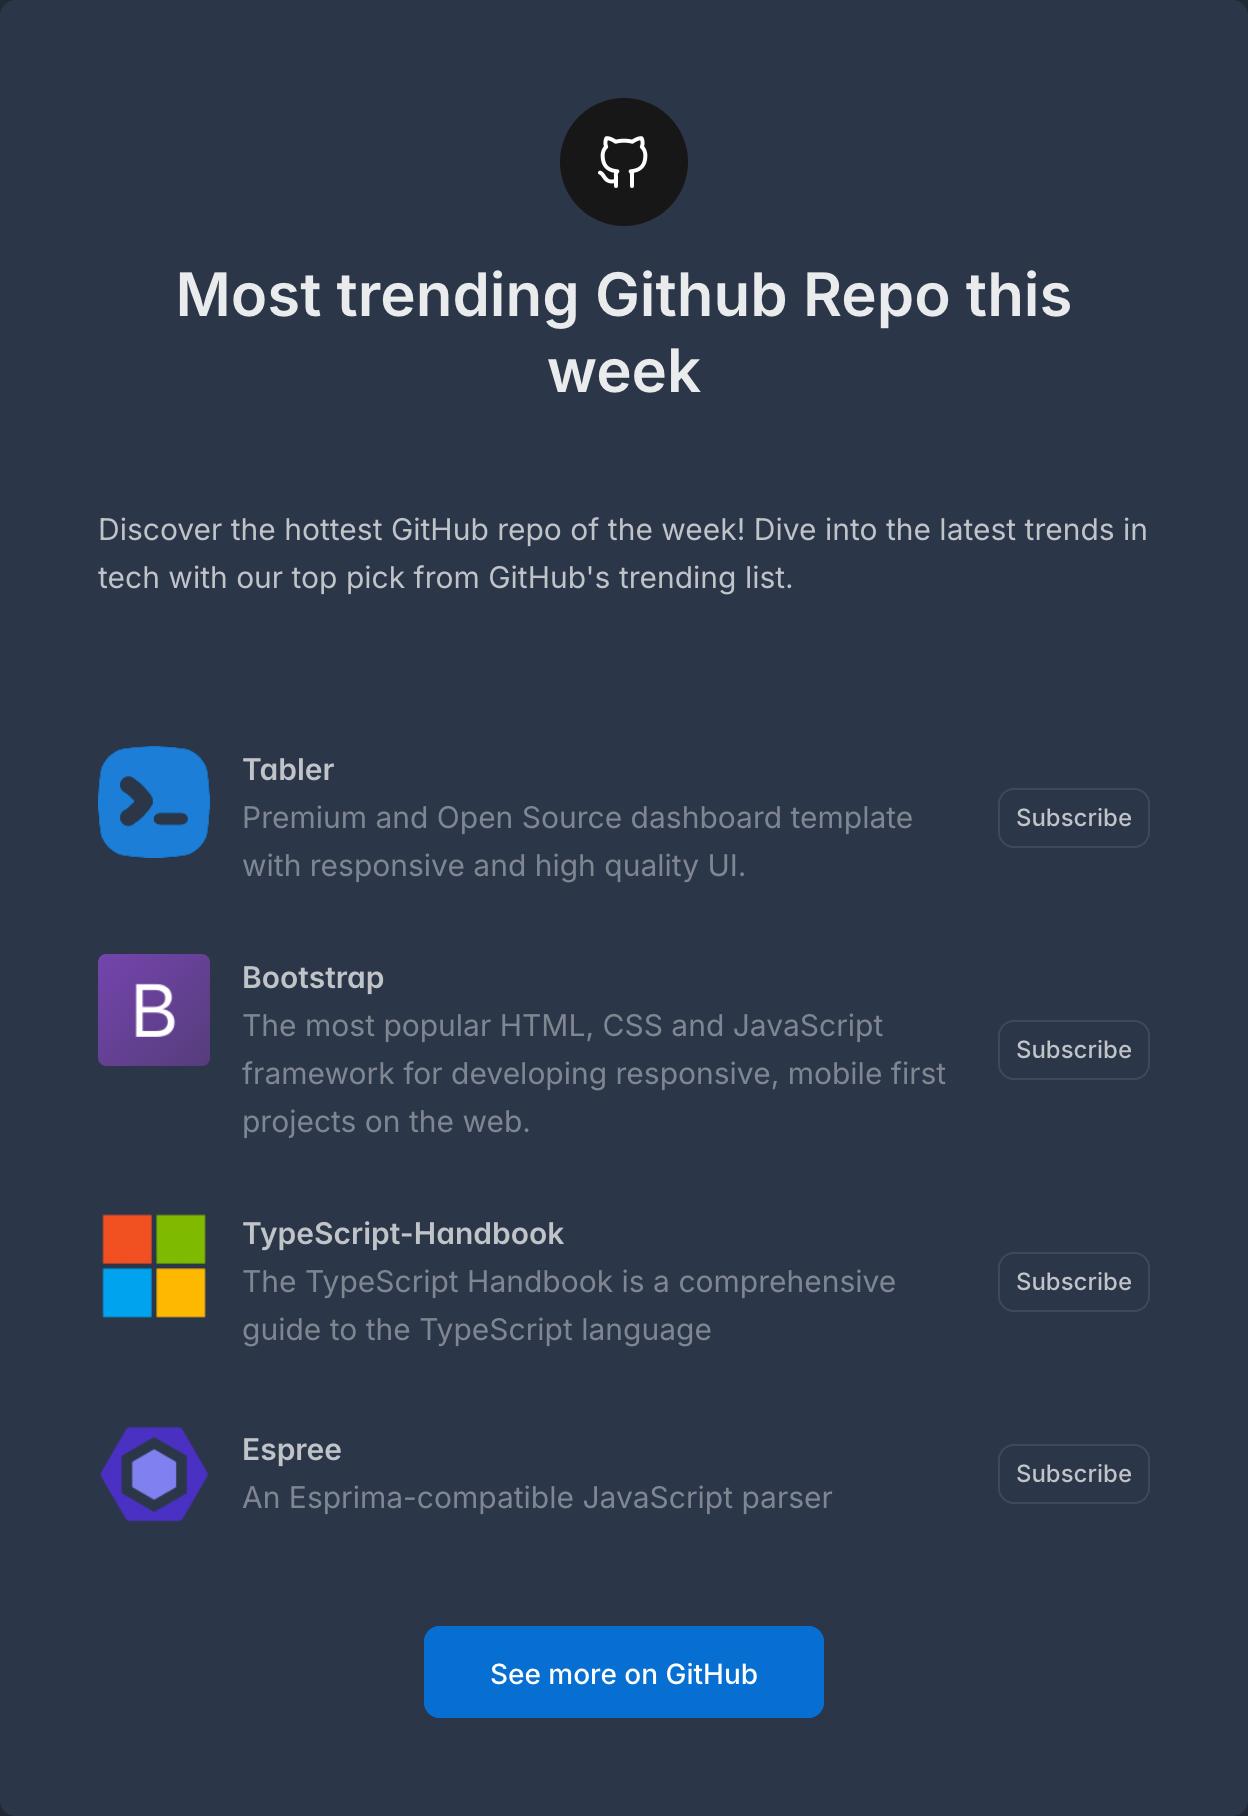 Most trending Github Repo this
week
Discover the hottest GitHub repo of the week! Dive into the latest trends in
tech with our top pick from GitHub's trending list.
Tabler
Premium and Open Source dashboard template
with responsive and high quality UI.
Subscribe
B
Bootstrap
The most popular HTML, CSS and JavaScript
framework for developing responsive, mobile first
projects on the web.
Subscribe
TypeScript-Handbook
The TypeScript Handbook is a comprehensive
guide to the TypeScript language
Subscribe
Espree
An Esprima-compatible JavaScript parser
Subscribe
See more on GitHub